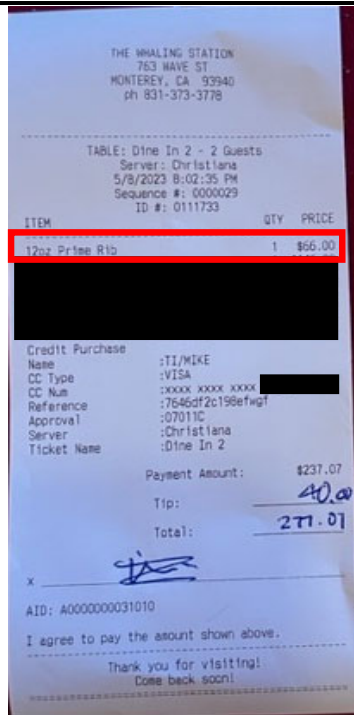 THE WHALING STATION
763 WAVE ST
MONTEREY, CA 93940
ph 831-373-3778
TABLE: Dine In 2 - 2 Guests
Server: Christiana
5/8/2023 8:02:35 PM
Sequence #: 0000029
ID #: 0111733
ITEM QTY PRICE
12oz Prime Rib 1 $66.00
Credit Purchase
Name :TI/MIKE
CC Type :VISA
CC Num :xxxx xxxx xxxx
Reference :7646df2c198efwgf
Approval :07011C
Server :Christiana
Ticket Name :Dine In 2
Payment Amount: $237.07
Tip: 40.00
Total: 277.07
x
AID: A0000000031010
I agree to pay the amount shown above.
Thank you for visiting!
Come back soon!